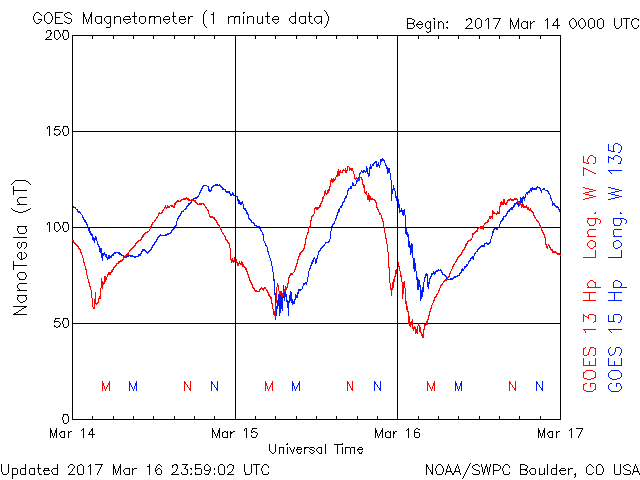 GOES Magnetometer (1 minute data)
Begin: 2017 Mar 14 0000 UTC
200
150
100
50
0
NanoTesla (nT)
M M N N M M N N M M N N
Mar 14 Mar 15 Mar 16 Mar 17
Universal Time
GOES 13 Hp Long. W 75
GOES 15 Hp Long. W 135
Updated 2017 Mar 16 23:59:02 UTC
NOAA/SWPC Boulder, CO USA